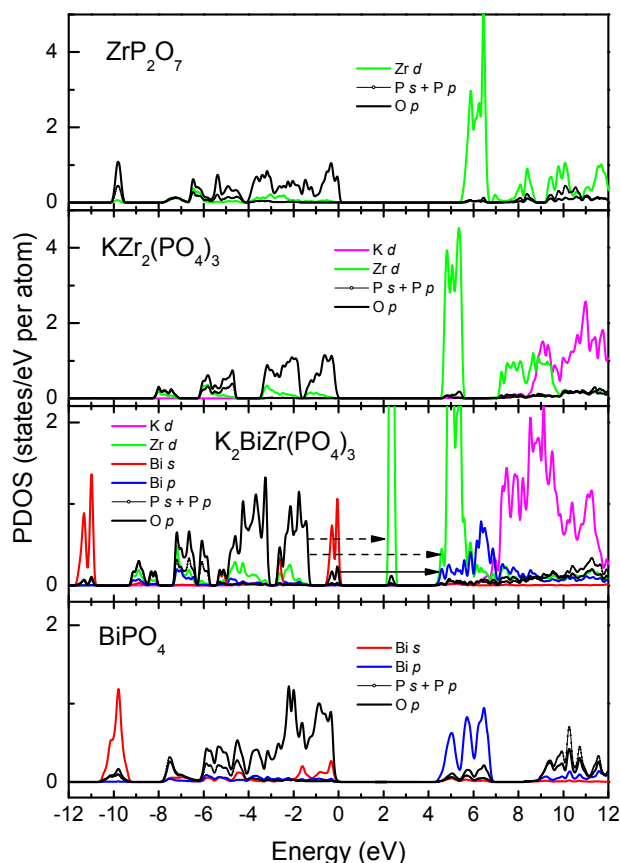 PDOS (states/eV per atom)
ZrP₂O₇
Zr d
P s + P p
O p
4
2
0
KZr₂(PO₄)₃
K d
Zr d
P s + P p
O p
4
2
0
K₂BiZr(PO₄)₃
K d
Zr d
Bi s
Bi p
P s + P p
O p
2
0
BiPO₄
Bi s
Bi p
P s + P p
O p
2
0
-12 -10 -8 -6 -4 -2 0 2 4 6 8 10 12
Energy (eV)